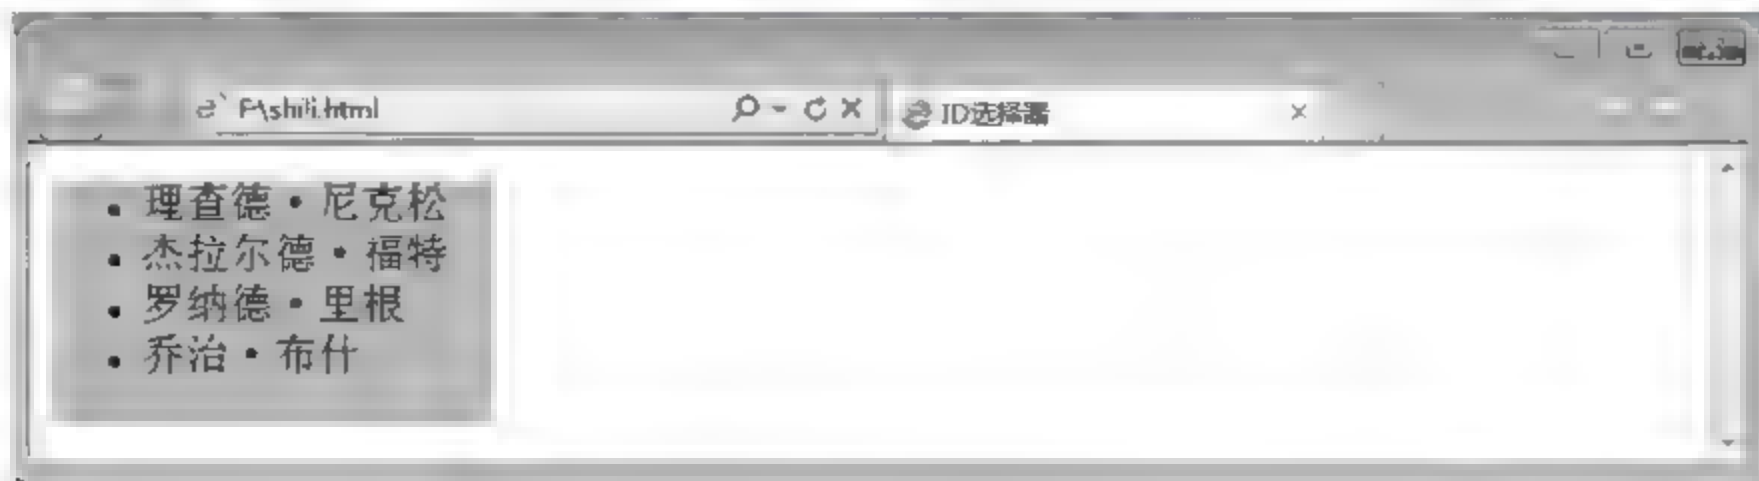 F:\shili.html
ID选择器
理查德·尼克松
杰拉尔德·福特
罗纳德·里根
乔治·布什